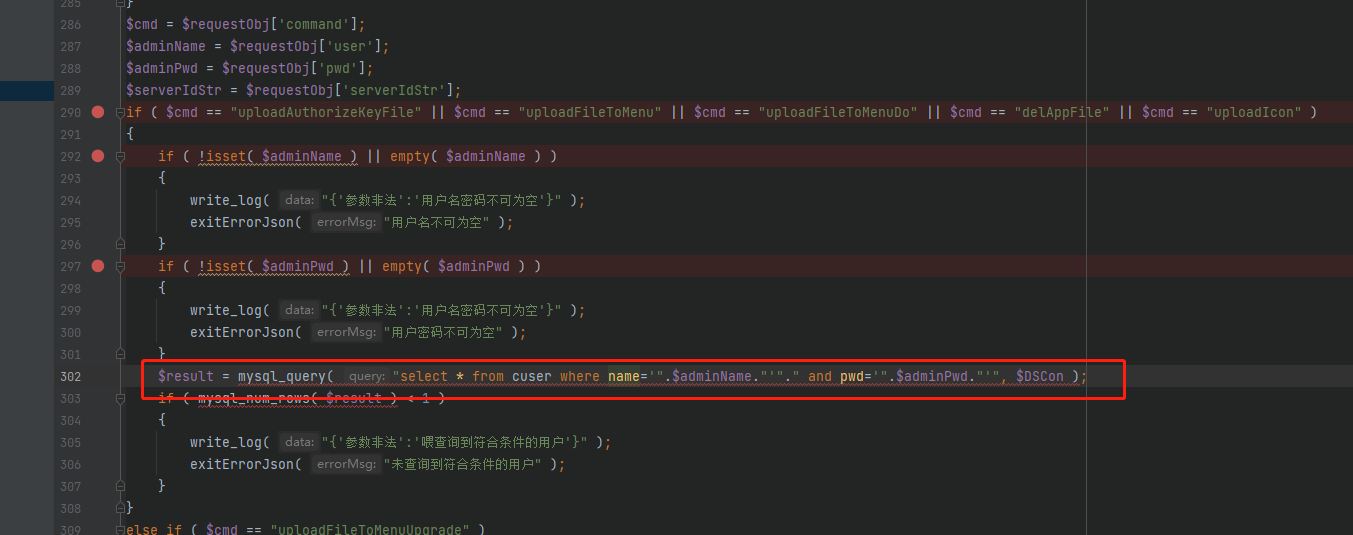 285 }
286 $cmd = $requestObj['command'];
287 $adminName = $requestObj['user'];
288 $adminPwd = $requestObj['pwd'];
289 $serverIdStr = $requestObj['serverIdStr'];
290 if ( $cmd == "uploadAuthorizeKeyFile" || $cmd == "uploadFileToMenu" || $cmd == "uploadFileToMenuDo" || $cmd == "delAppFile" || $cmd == "uploadIcon" )
291 {
292 if ( !isset( $adminName ) || empty( $adminName ) )
293 {
294 write_log( data: "{'参数非法':'用户名密码不可为空'}" );
295 exitErrorJson( errorMsg: "用户名不可为空" );
296 }
297 if ( !isset( $adminPwd ) || empty( $adminPwd ) )
298 {
299 write_log( data: "{'参数非法':'用户名密码不可为空'}" );
300 exitErrorJson( errorMsg: "用户密码不可为空" );
301 }
302 $result = mysql_query( query: "select * from cuser where name='".$adminName."'"." and pwd='".$adminPwd."'", $DSCon );
303 if ( mysql_num_rows( $result ) < 1 )
304 {
305 write_log( data: "{'参数非法':'喂查询到符合条件的用户'}" );
306 exitErrorJson( errorMsg: "未查询到符合条件的用户" );
307 }
308 }
309 else if ( $cmd == "uploadFileToMenuUpgrade" )